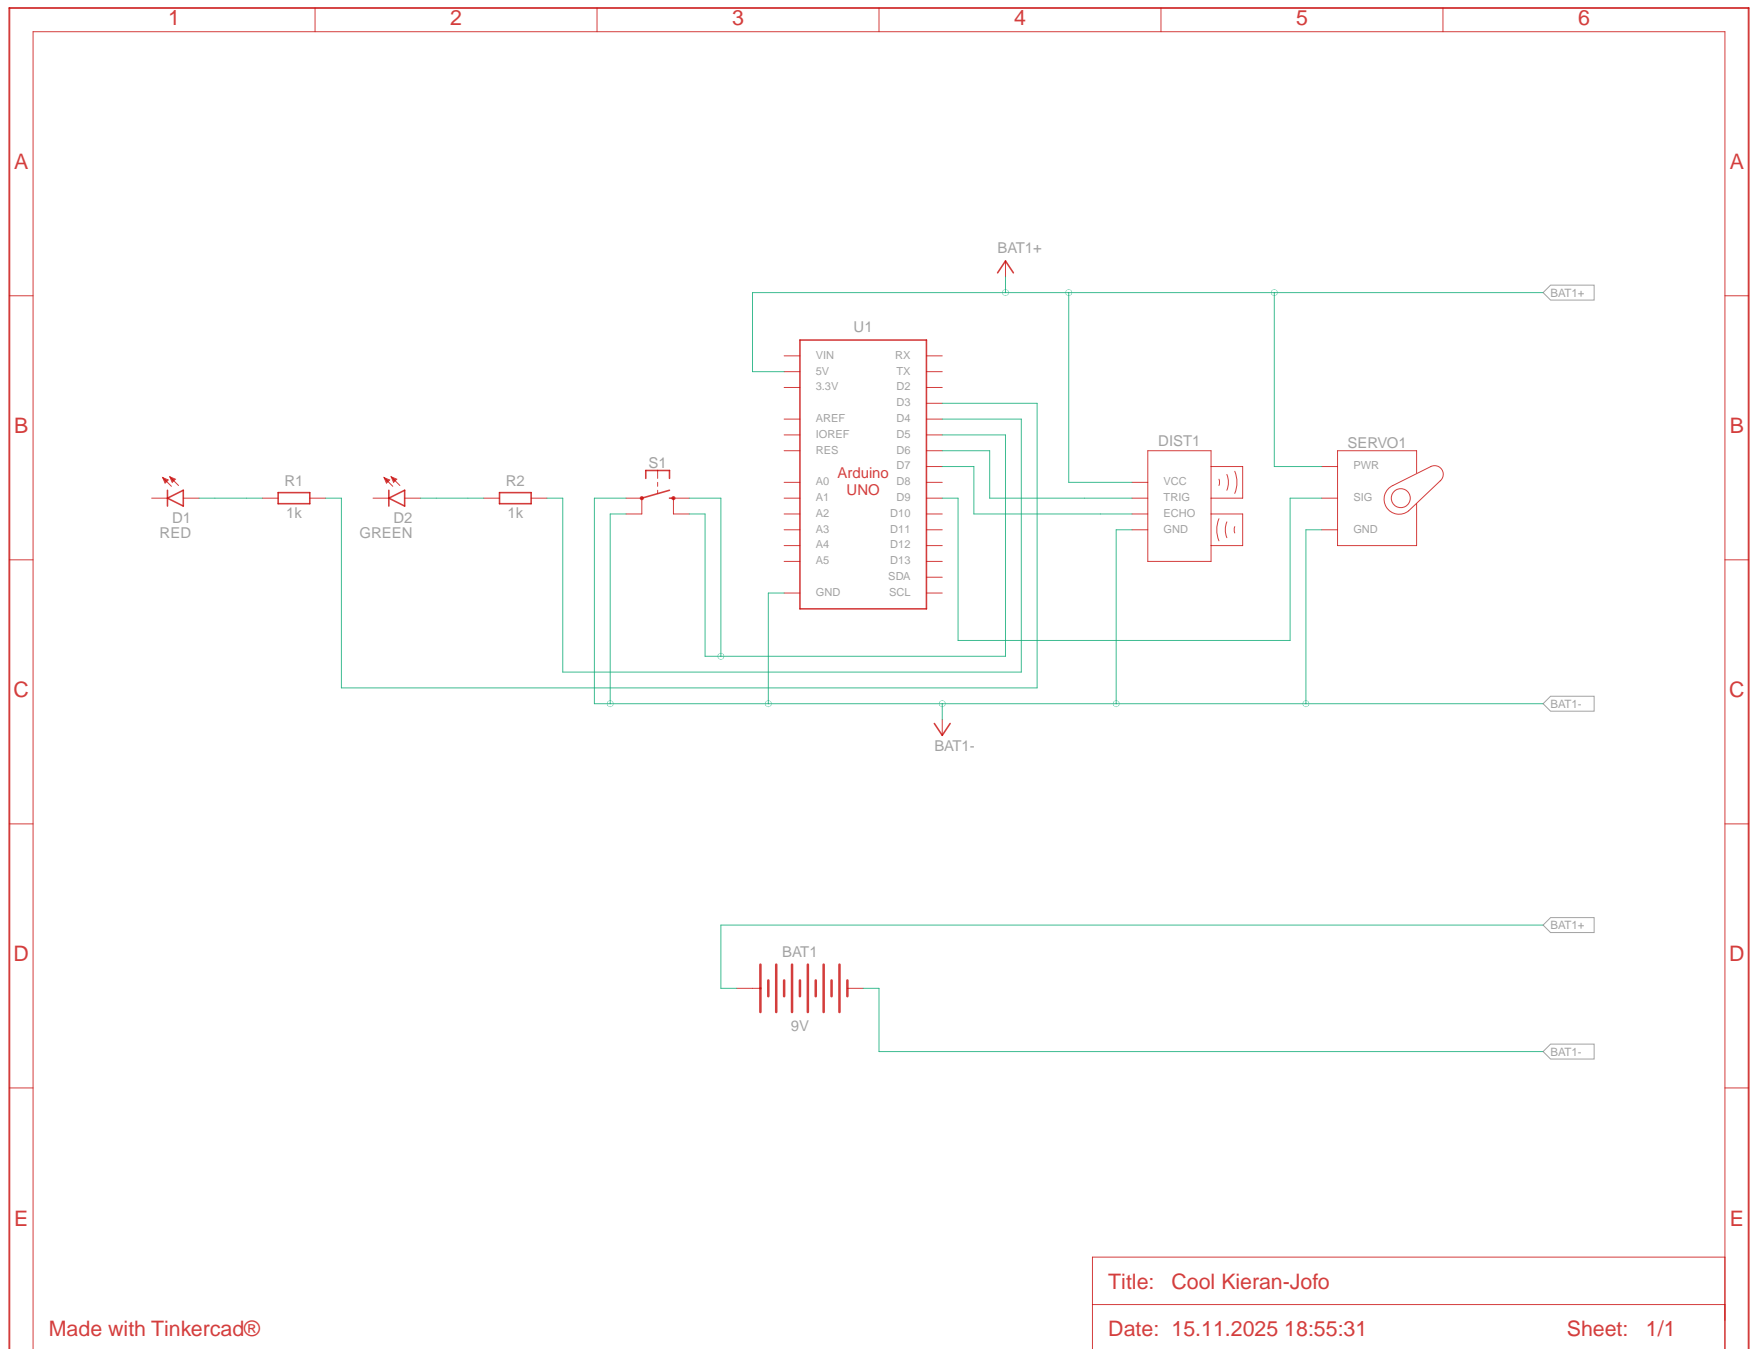 1 2 3 4 5 6
A A
BAT1+
BAT1+
U1
VIN RX
5V TX
3.3V D2
D3
AREF D4
B B
IOREF D5
RES D6
DIST1 SERVO1
S1
D7 PWR
Arduino
UNO
R1 R2
A0 D8 VCC
A1 D9 TRIG SIG
1k 1k
A2 D10 ECHO
D1 D2
RED GREEN
A3 D11 GND GND
A4 D12
A5 D13
SDA
GND SCL
C C
BAT1-
BAT1-
BAT1+
D D
BAT1
9V
BAT1-
E E
Title: Cool Kieran-Jofo
Made with Tinkercad®
Date: 15.11.2025 18:55:31 Sheet: 1/1